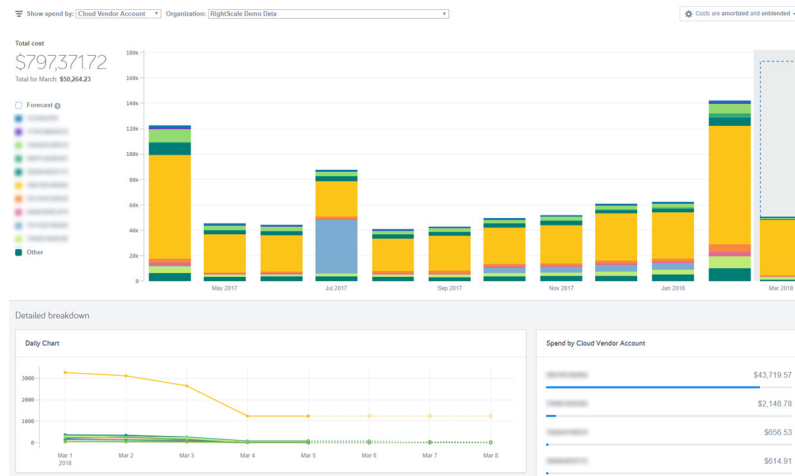 Show spend by: Cloud Vendor Account Organization: RightScale Demo Data
Costs are amortized and unblended
Total cost
$797,371.72
Total for March: $50,264.23
Forecast
Other
180k
160k
140k
120k
100k
80k
60k
40k
20k
0
May 2017 Jul 2017 Sep 2017 Nov 2017 Jan 2018 Mar 2018
Detailed breakdown
Daily Chart
3000
2000
1000
0
Mar 1 Mar 2 Mar 3 Mar 4 Mar 5 Mar 6 Mar 7 Mar 8
2018
Spend by Cloud Vendor Account
$43,719.57
$2,148.78
$656.53
$614.91